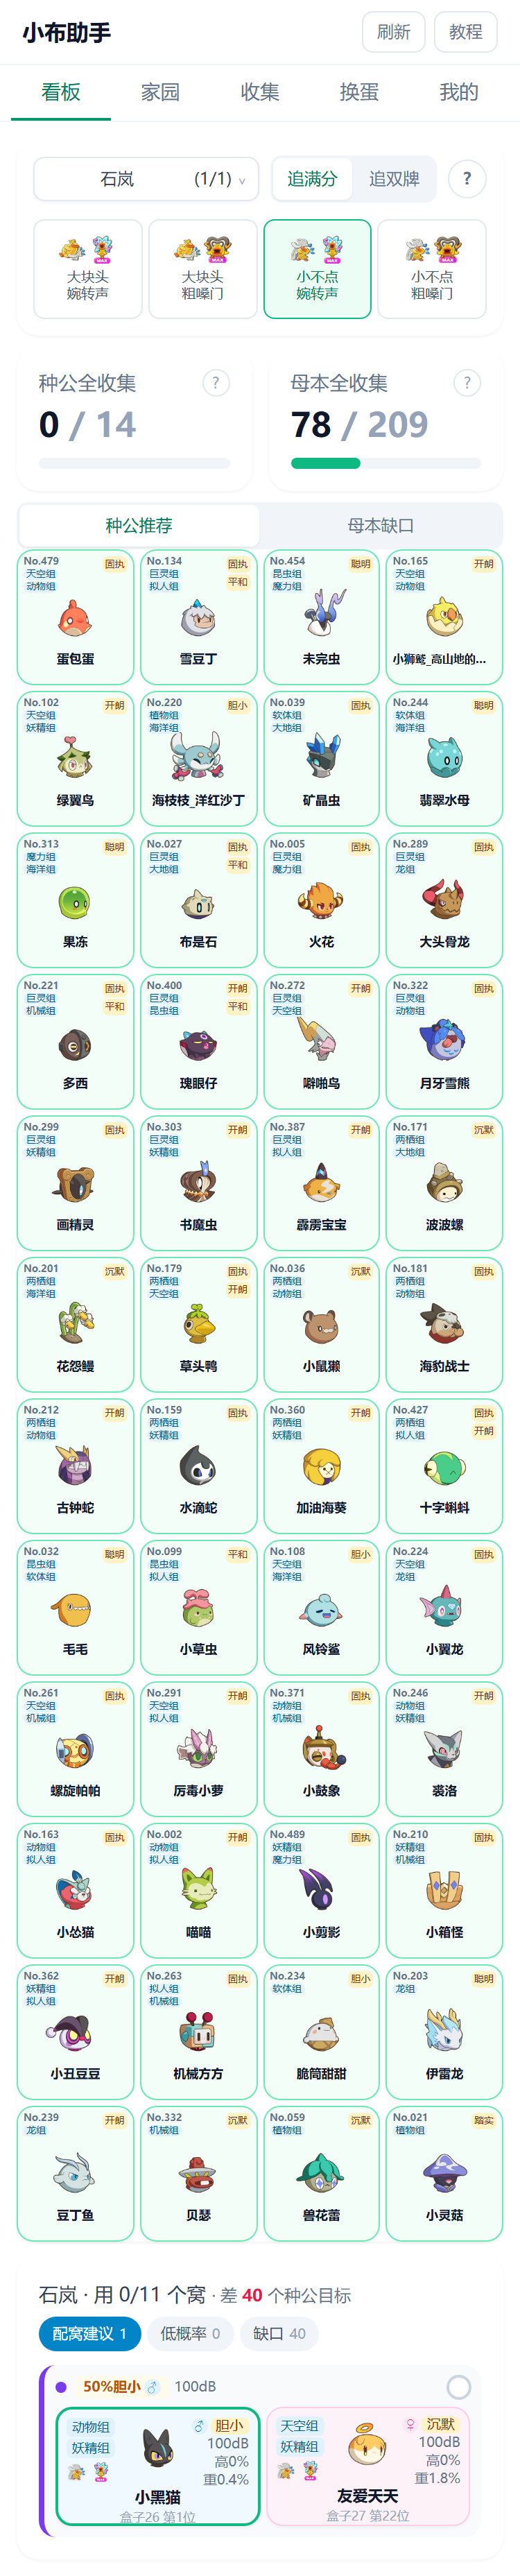 小布助手
刷新
教程
看板
家园
收集
换蛋
我的
石岚 (1/1)
追满分
追双牌
?
大块头
婉转声
大块头
粗嗓门
小不点
婉转声
小不点
粗嗓门
种公全收集 ?
0 / 14
母本全收集 ?
78 / 209
种公推荐
母本缺口
No.479 固执
天空组
动物组
蛋包蛋
No.134 固执
巨灵组 平和
拟人组
雪豆丁
No.454 聪明
昆虫组
魔力组
未完虫
No.165 开朗
天空组
动物组
小狮鹫_高山地的...
No.102 开朗
天空组
妖精组
绿翼鸟
No.220 胆小
植物组
海洋组
海枝枝_洋红沙丁
No.039 固执
软体组
大地组
矿晶虫
No.244 聪明
软体组
海洋组
翡翠水母
No.313 聪明
魔力组
海洋组
果冻
No.027 固执
巨灵组 平和
大地组
布是石
No.005 固执
巨灵组
魔力组
火花
No.289 固执
巨灵组
龙组
大头骨龙
No.221 固执
巨灵组 平和
机械组
多西
No.400 开朗
巨灵组 平和
昆虫组
瑰眼仔
No.272 开朗
巨灵组
天空组
噼啪鸟
No.322 固执
巨灵组
动物组
月牙雪熊
No.299 固执
巨灵组
妖精组
画精灵
No.303 开朗
巨灵组
妖精组
书魔虫
No.387 开朗
巨灵组
拟人组
霹雳宝宝
No.171 沉默
两栖组
大地组
波波螺
No.201 沉默
两栖组
海洋组
花怨鳗
No.179 固执
两栖组 开朗
天空组
草头鸭
No.036 沉默
两栖组
动物组
小鼠獭
No.181 固执
两栖组
动物组
海豹战士
No.212 开朗
两栖组
动物组
古钟蛇
No.159 固执
两栖组
妖精组
水滴蛇
No.360 开朗
两栖组
妖精组
加油海葵
No.427 固执
两栖组 开朗
拟人组
十字蝌蚪
No.032 聪明
昆虫组
软体组
毛毛
No.099 平和
昆虫组
拟人组
小草虫
No.108 胆小
天空组
海洋组
风铃鲨
No.224 固执
天空组
龙组
小翼龙
No.261 固执
天空组
机械组
螺旋帕帕
No.291 开朗
天空组
拟人组
厉毒小萝
No.371 固执
动物组
机械组
小鼓象
No.246 开朗
动物组
妖精组
裘洛
No.163 固执
动物组
拟人组
小怂猫
No.002 开朗
动物组
拟人组
喵喵
No.489 固执
妖精组
魔力组
小剪影
No.210 固执
妖精组
机械组
小箱怪
No.362 开朗
妖精组
拟人组
小丑豆豆
No.263 固执
拟人组
机械组
机械方方
No.234 胆小
软体组
脆筒甜甜
No.203 聪明
龙组
伊雷龙
No.239 开朗
龙组
豆丁鱼
No.332 沉默
机械组
贝瑟
No.059 沉默
植物组
兽花蕾
No.021 踏实
植物组
小灵菇
石岚 · 用 0/11 个窝 · 差 40 个种公目标
配窝建议 1
低概率 0
缺口 40
50%胆小♂ 100dB
动物组
妖精组
♂ 胆小
100dB
高0%
重0.4%
小黑猫
盒子26 第1位
天空组
妖精组
♀ 沉默
100dB
高0%
重1.8%
友爱天天
盒子27 第22位